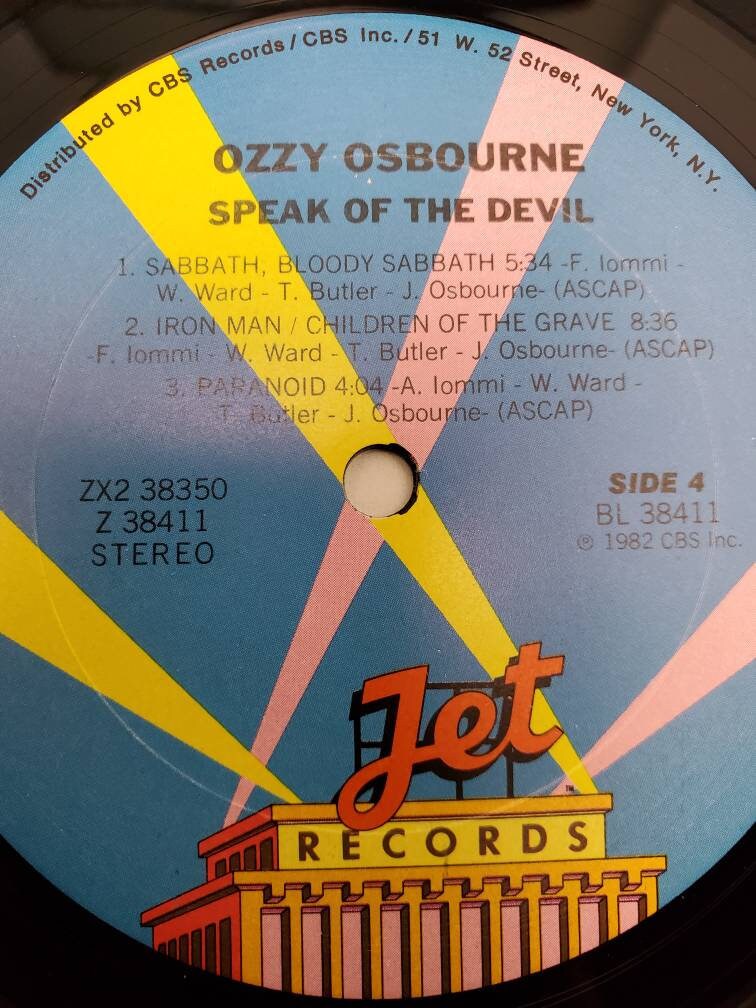 Distributed by CBS Records / CBS Inc. / 51 W. 52 Street, New York, N.Y.
OZZY OSBOURNE
SPEAK OF THE DEVIL
1. SABBATH, BLOODY SABBATH 5:34 -F. Iommi -
W. Ward - T. Butler - J. Osbourne- (ASCAP)
2. IRON MAN / CHILDREN OF THE GRAVE 8:36
-F. Iommi - W. Ward - T. Butler - J. Osbourne- (ASCAP)
3. PARANOID 4:04 -A. Iommi - W. Ward -
T. Butler - J. Osbourne- (ASCAP)
ZX2 38350
Z 38411
STEREO
SIDE 4
BL 38411
℗ 1982 CBS Inc.
Jet
TM
RECORDS